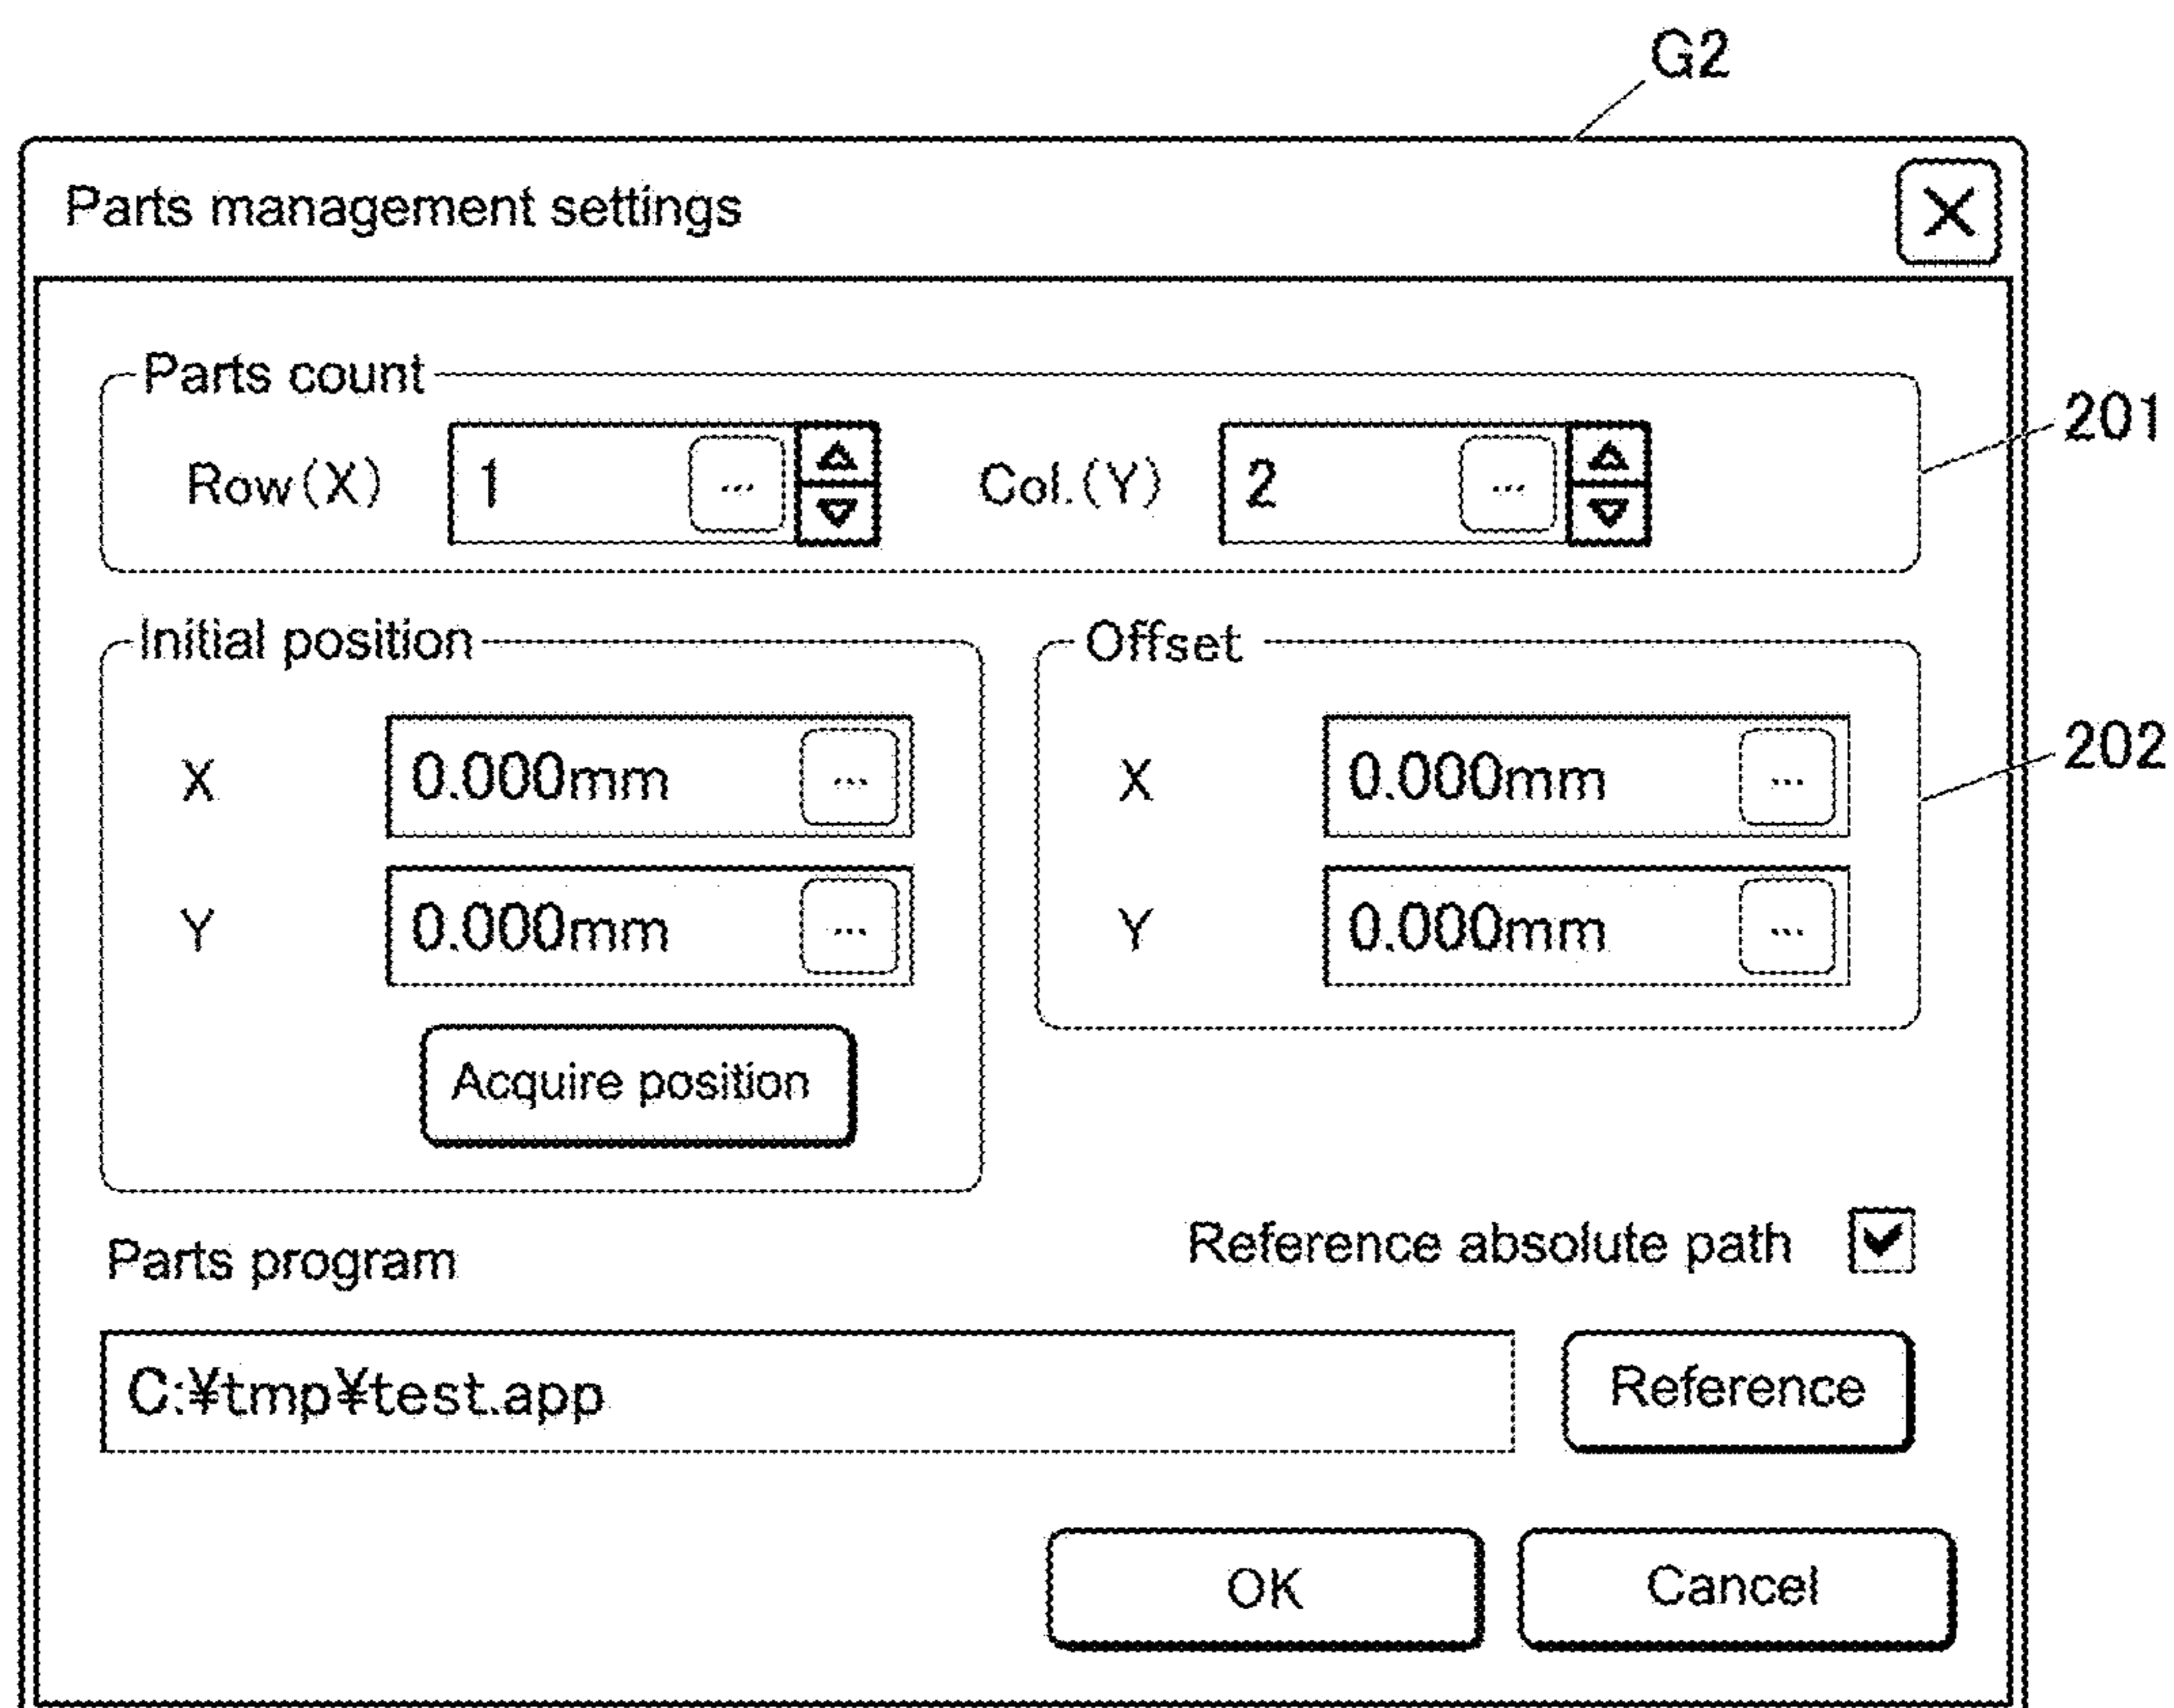 G2
Parts management settings
Parts count
201
Row(X) 1 ... Col.(Y) 2 ...
Initial position
Offset
202
X 0.000mm ... X 0.000mm ...
Y 0.000mm ... Y 0.000mm ...
Acquire position
Reference absolute path
Parts program
C:¥tmp¥test.app
Reference
OK
Cancel